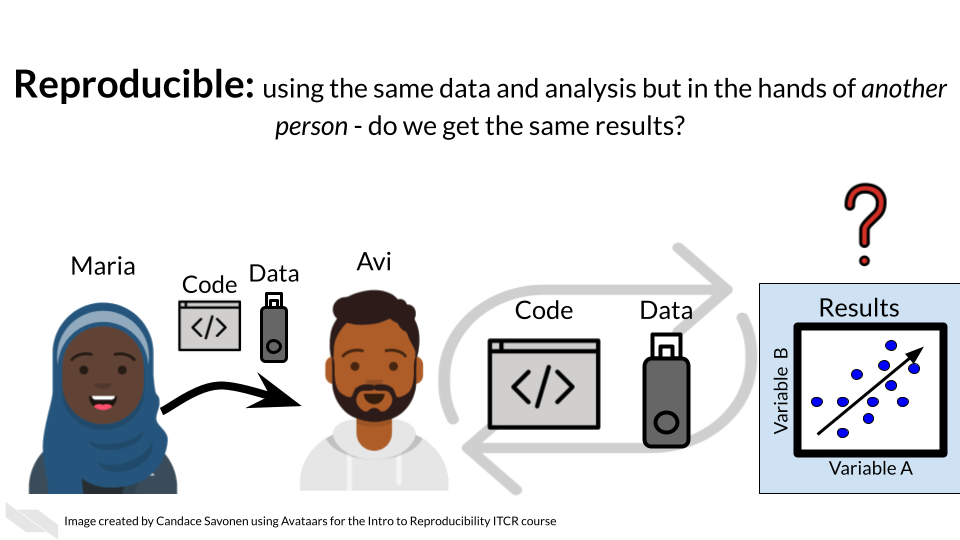 Reproducible: using the same data and analysis but in the hands of another
person - do we get the same results?
Maria
Code
Data
Avi
Code
Data
?
Results
</>
</>
Variable B
Variable A
Image created by Candace Savonen using Avataars for the Intro to Reproducibility ITCR course